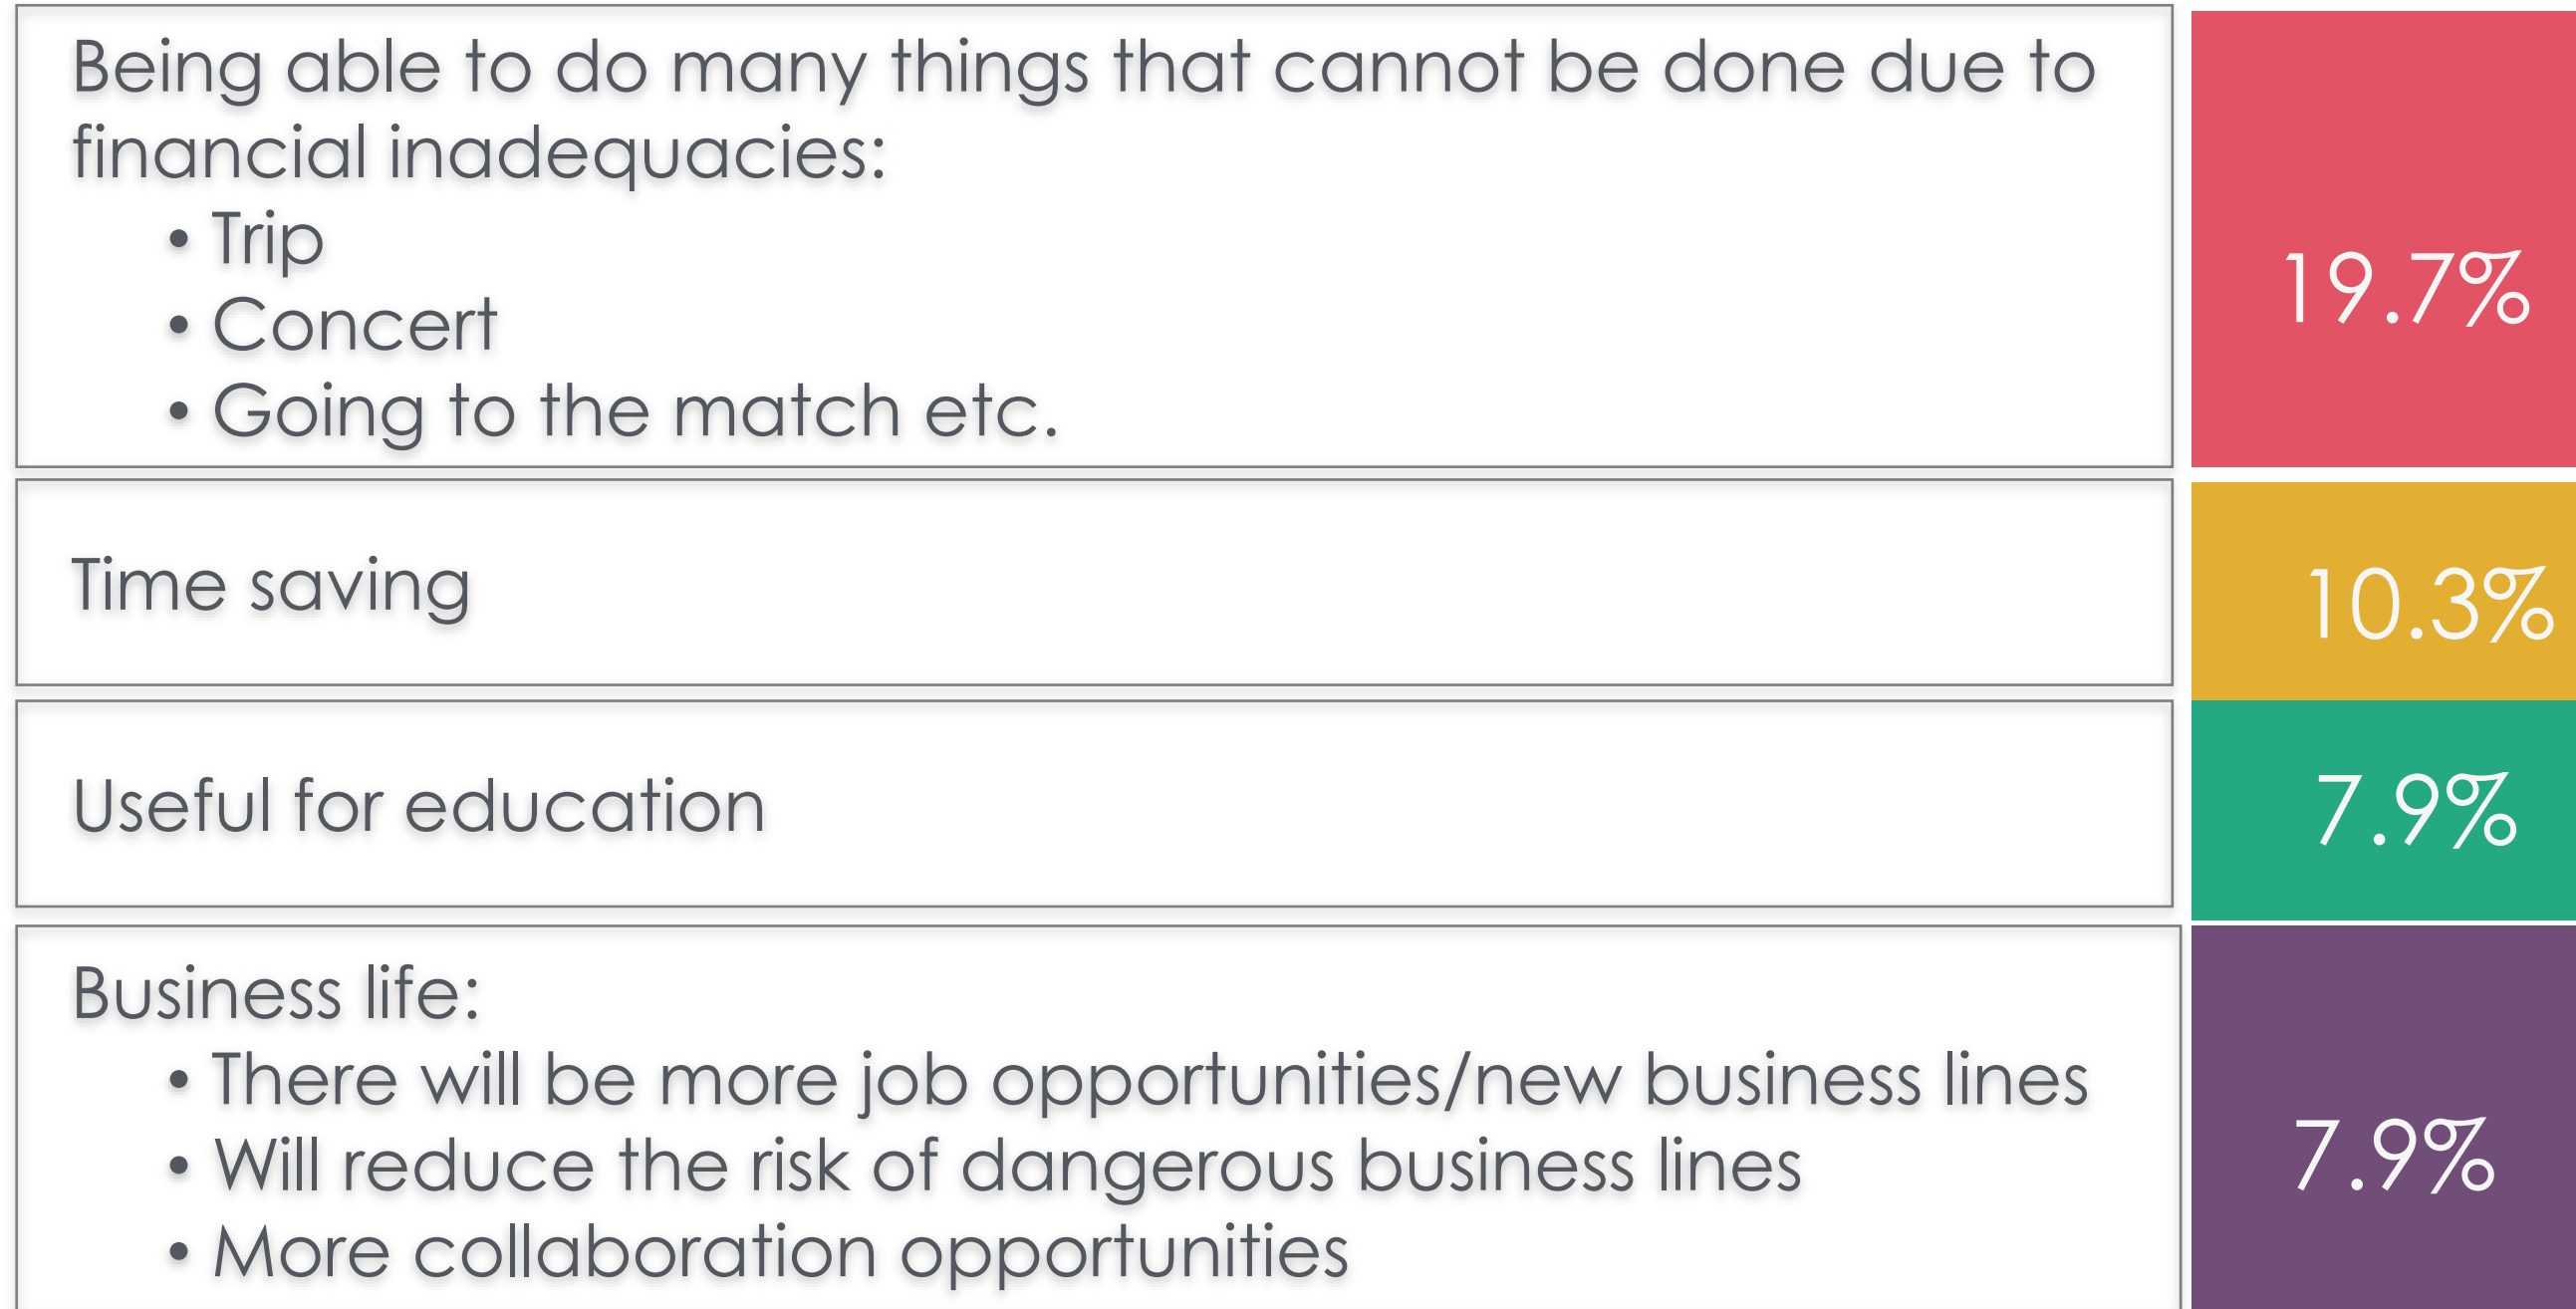 Being able to do many things that cannot be done due to
financial inadequacies:
• Trip
• Concert
• Going to the match etc.
19.7%
Time saving
10.3%
Useful for education
7.9%
Business life:
• There will be more job opportunities/new business lines
• Will reduce the risk of dangerous business lines
• More collaboration opportunities
7.9%